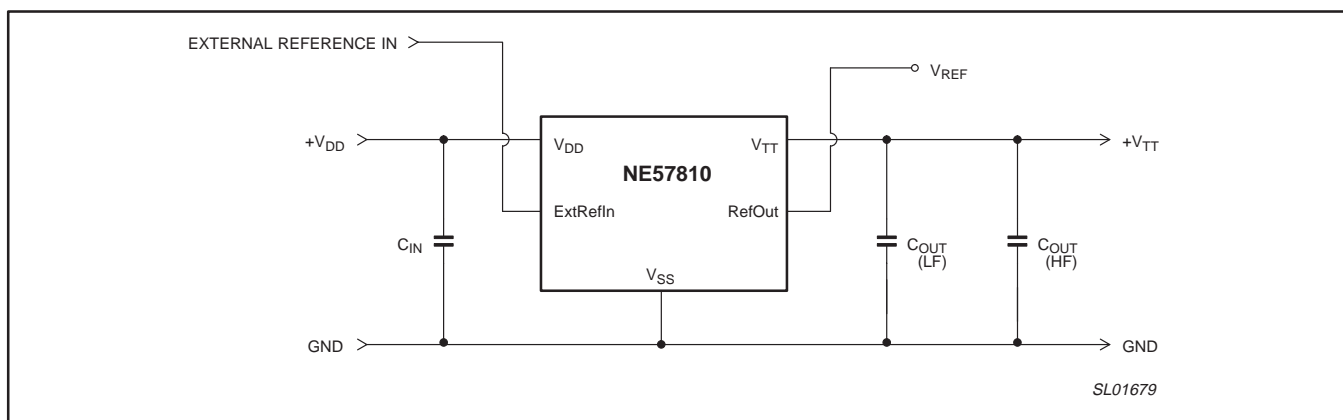 EXTERNAL REFERENCE IN
VREF
+VDD
VDD
VTT
+VTT
NE57810
ExtRefIn
RefOut
CIN
COUT
(LF)
COUT
(HF)
VSS
GND
GND
SL01679